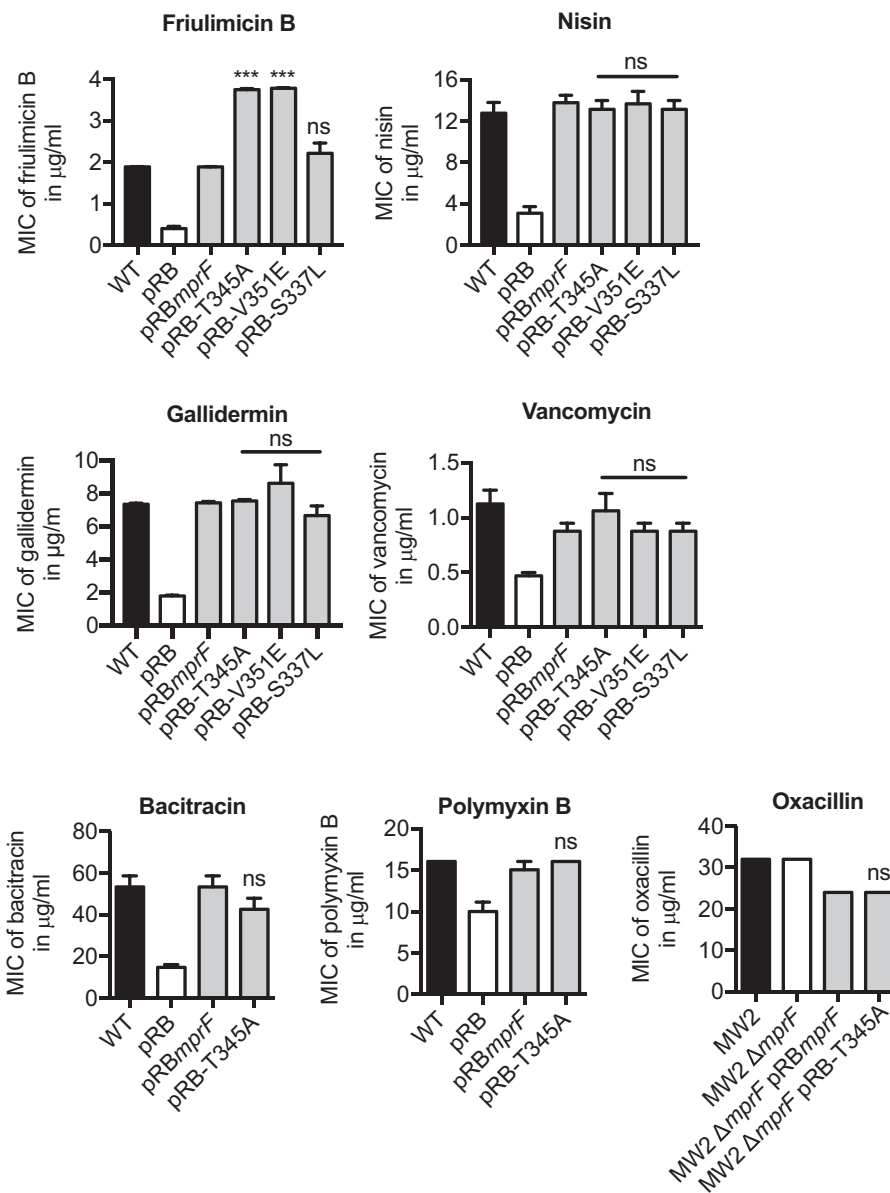 Friulimicin B
MIC of friulimicin B
in μg/ml
4
3
2
1
0
*** ***
ns
WT
pRB
pRBmprF
pRB-T345A
pRB-V351E
pRB-S337L
Nisin
MIC of nisin
in μg/ml
16
12
8
4
0
ns
WT
pRB
pRBmprF
pRB-T345A
pRB-V351E
pRB-S337L
Gallidermin
MIC of gallidermin
in μg/m
10
8
6
4
2
0
ns
WT
pRB
pRBmprF
pRB-T345A
pRB-V351E
pRB-S337L
Vancomycin
MIC of vancomycin
in μg/ml
1.5
1.0
0.5
0.0
ns
WT
pRB
pRBmprF
pRB-T345A
pRB-V351E
pRB-S337L
Bacitracin
MIC of bacitracin
in μg/ml
80
60
40
20
0
ns
WT
pRB
pRBmprF
pRB-T345A
Polymyxin B
MIC of polymyxin B
in μg/ml
20
15
10
5
0
ns
WT
pRB
pRBmprF
pRB-T345A
Oxacillin
MIC of oxacillin
in μg/ml
40
30
20
10
0
ns
MW2
MW2 ΔmprF
MW2 ΔmprF pRBmprF
MW2 ΔmprF pRB-T345A